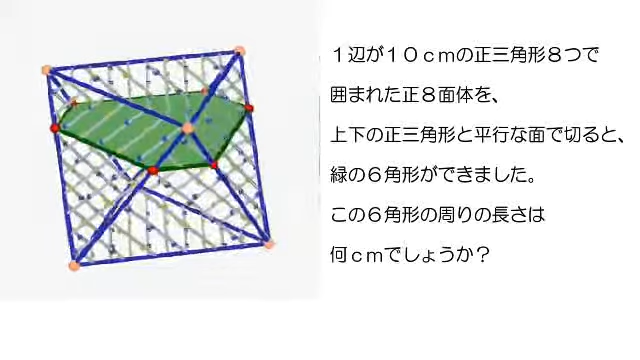 １辺が１０ｃｍの正三角形８つで
囲まれた正８面体を、
上下の正三角形と平行な面で切ると、
緑の６角形ができました。
この６角形の周りの長さは
何ｃｍでしょうか？